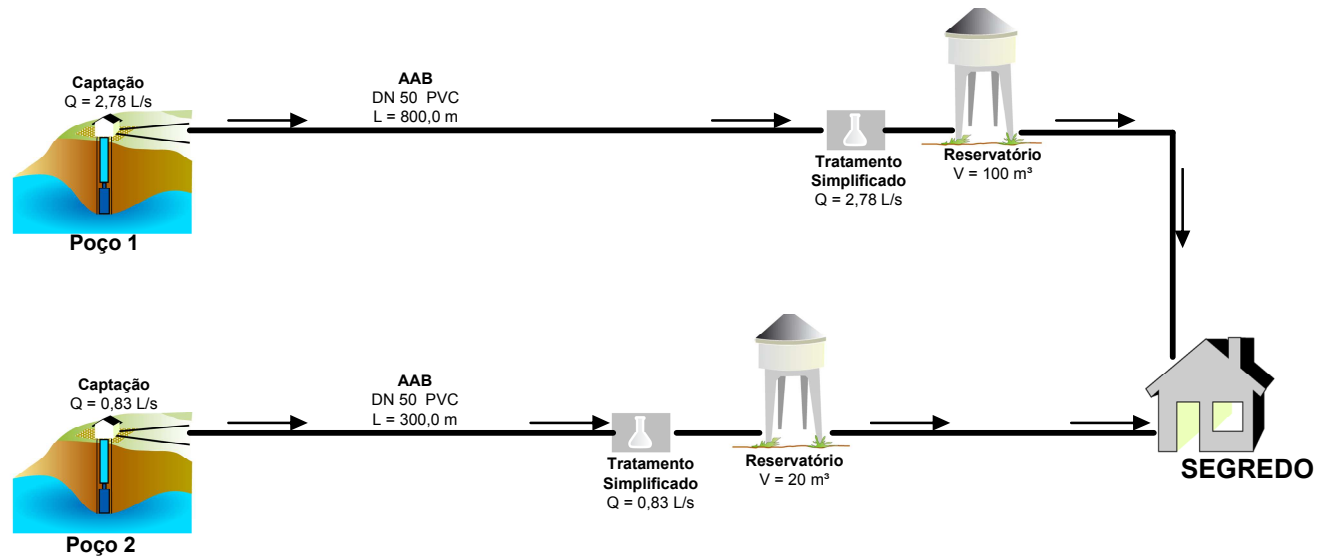 Captação
Q = 2,78 L/s
AAB
DN 50 PVC
L = 800,0 m
Tratamento
Simplificado
Q = 2,78 L/s
Reservatório
V = 100 m³
Poço 1
Captação
Q = 0,83 L/s
AAB
DN 50 PVC
L = 300,0 m
Tratamento
Simplificado
Q = 0,83 L/s
Reservatório
V = 20 m³
SEGREDO
Poço 2